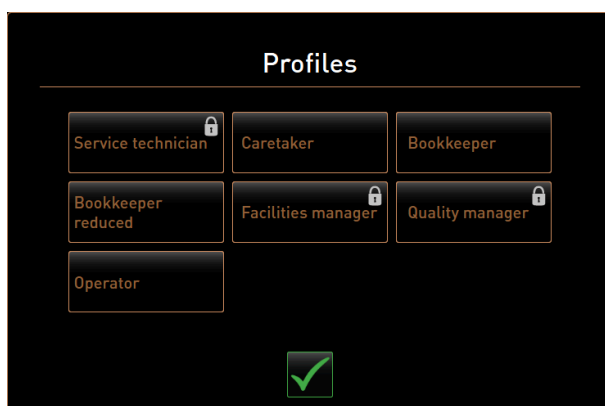 Profiles
Service technician
Caretaker
Bookkeeper
Bookkeeper
reduced
Facilities manager
Quality manager
Operator